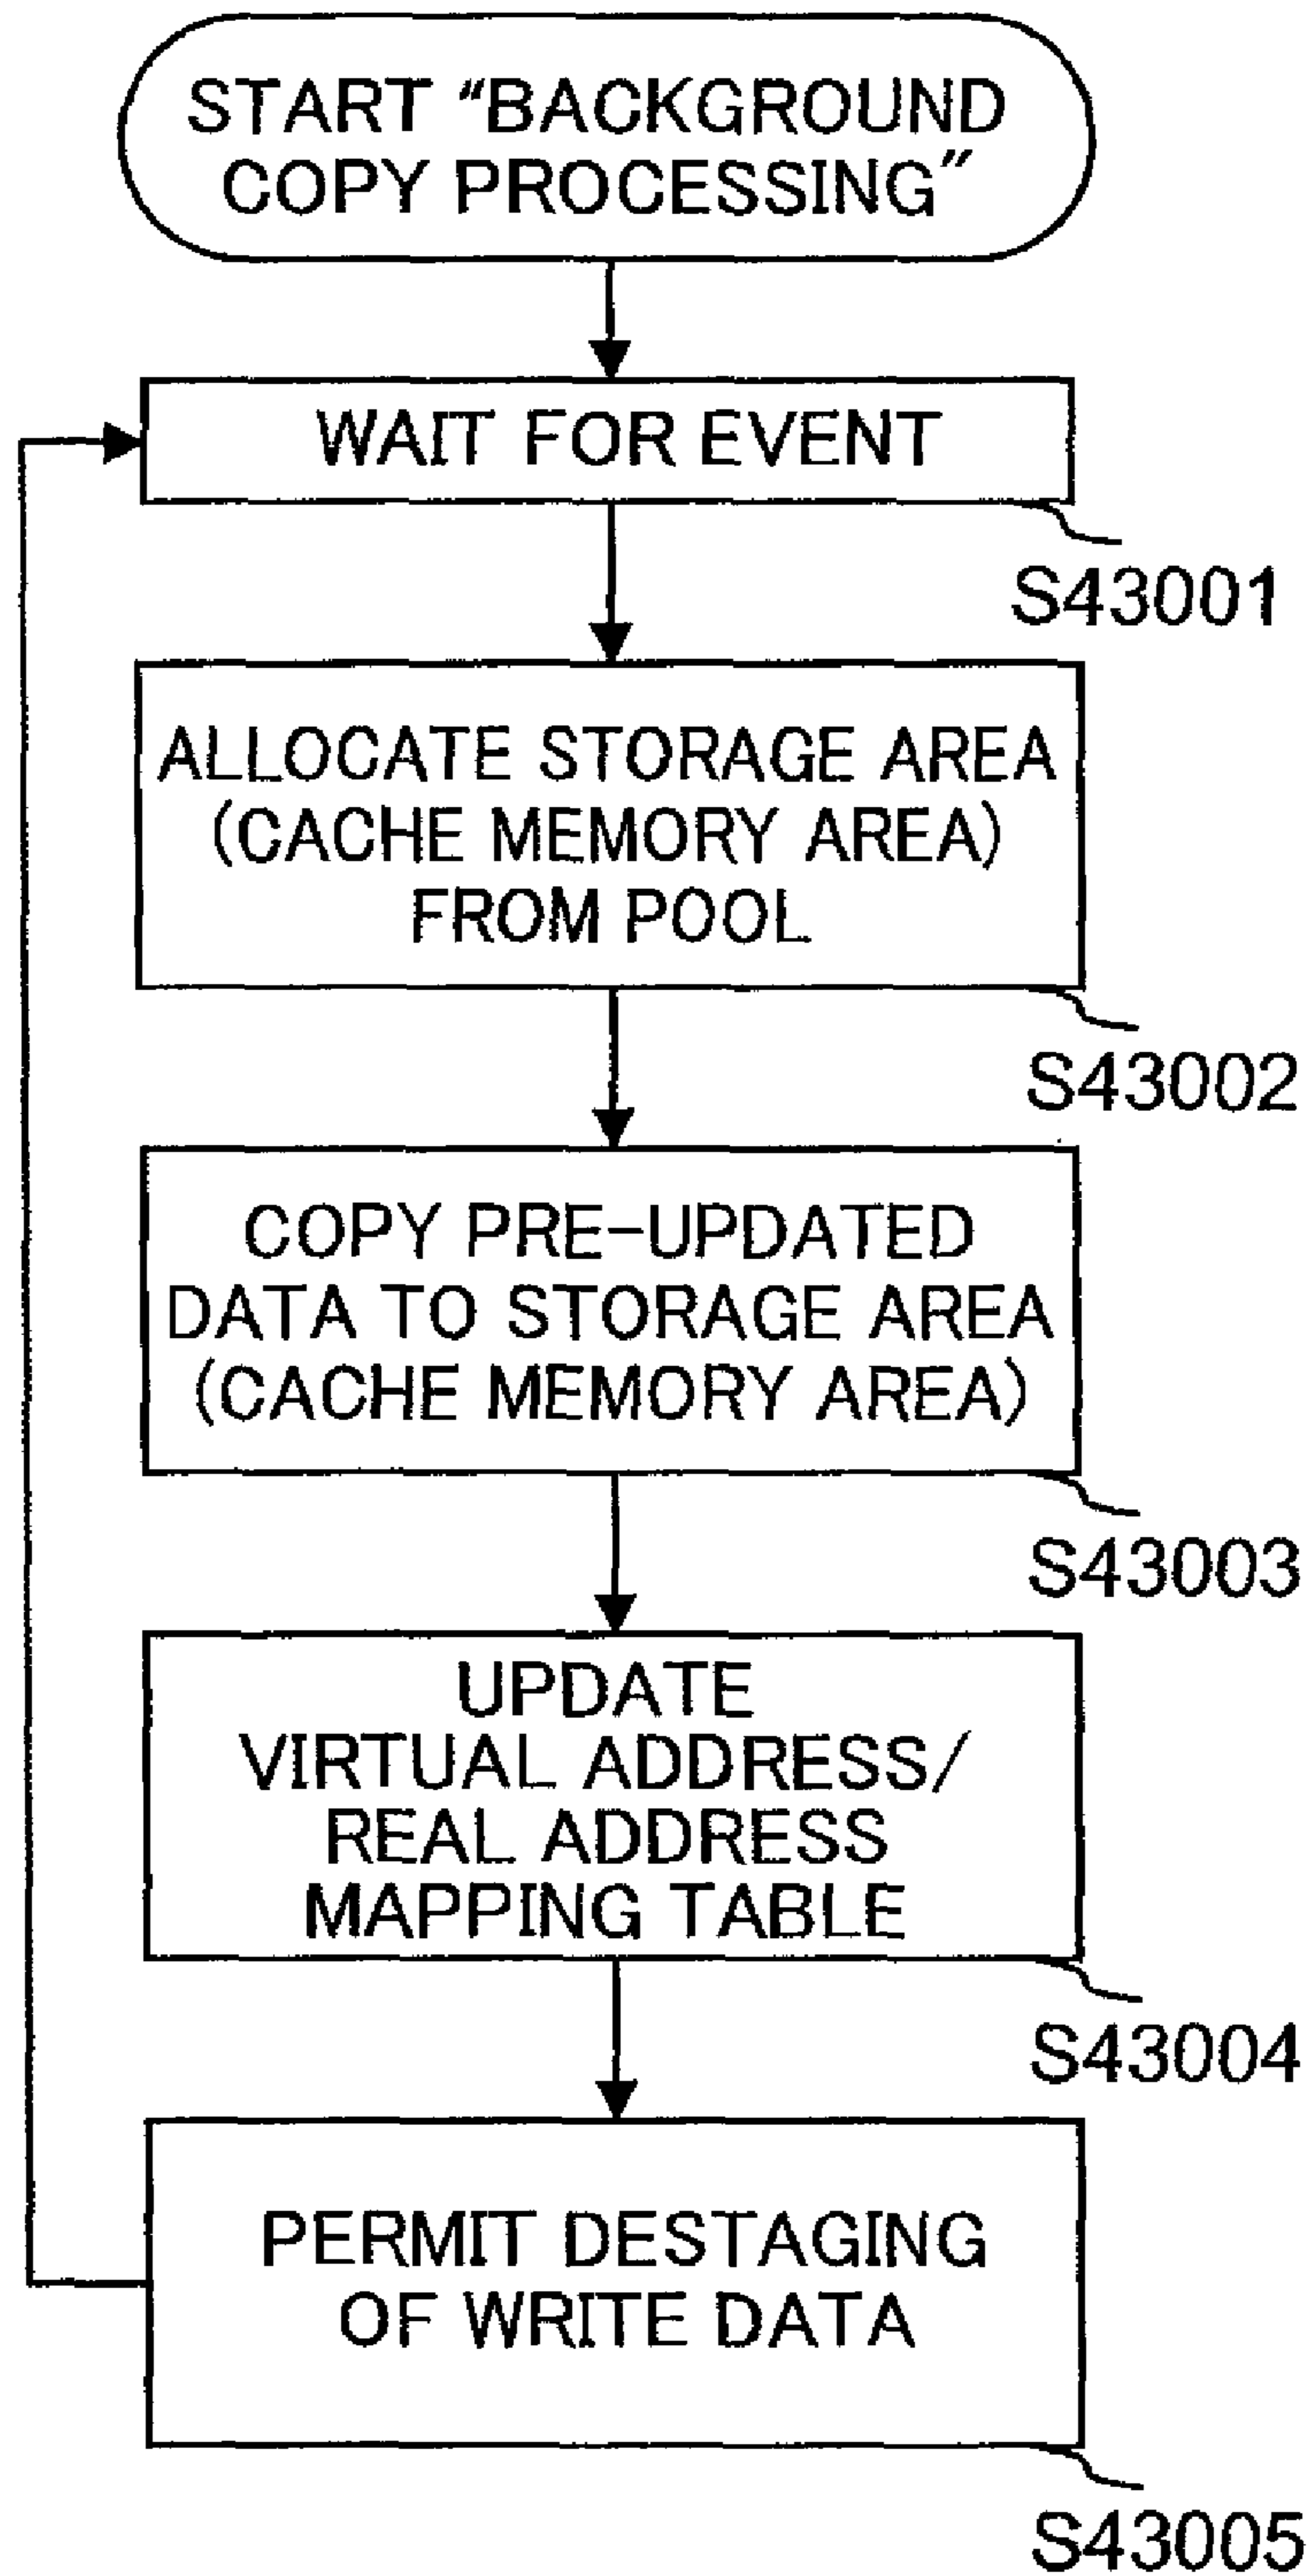 START “BACKGROUND
COPY PROCESSING”
WAIT FOR EVENT
S43001
ALLOCATE STORAGE AREA
(CACHE MEMORY AREA)
FROM POOL
S43002
COPY PRE-UPDATED
DATA TO STORAGE AREA
(CACHE MEMORY AREA)
S43003
UPDATE
VIRTUAL ADDRESS/
REAL ADDRESS
MAPPING TABLE
S43004
PERMIT DESTAGING
OF WRITE DATA
S43005